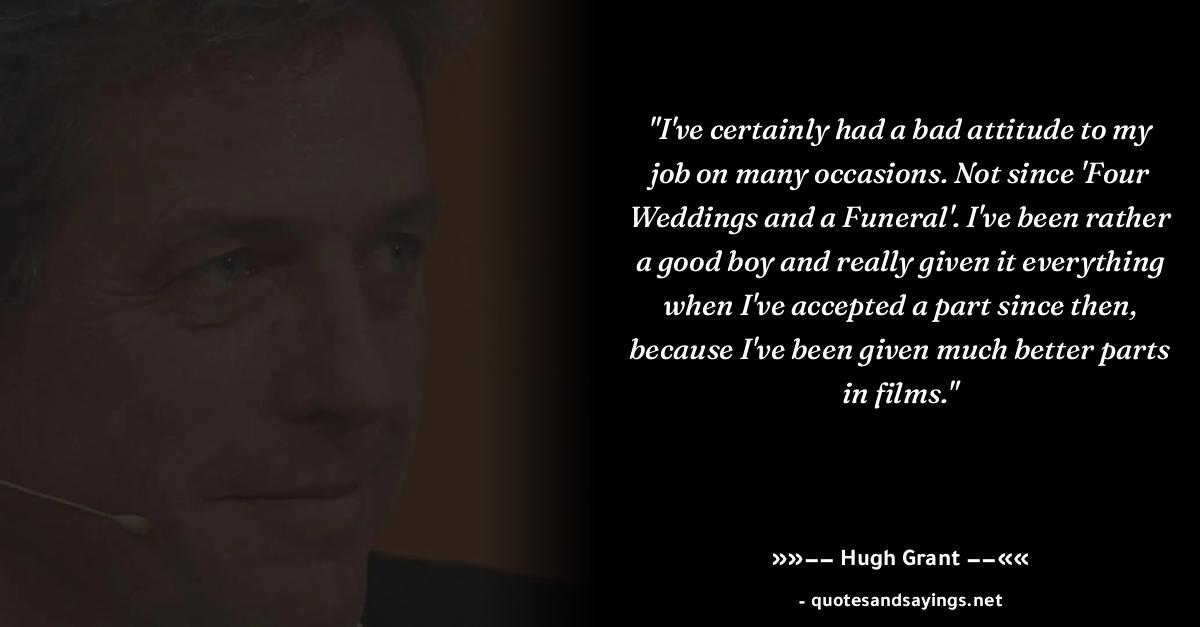 "I've certainly had a bad attitude to my
job on many occasions. Not since 'Four
Weddings and a Funeral'. I've been rather
a good boy and really given it everything
when I've accepted a part since then,
because I've been given much better parts
in films."
»»−− Hugh Grant −−««
- quotesandsayings.net